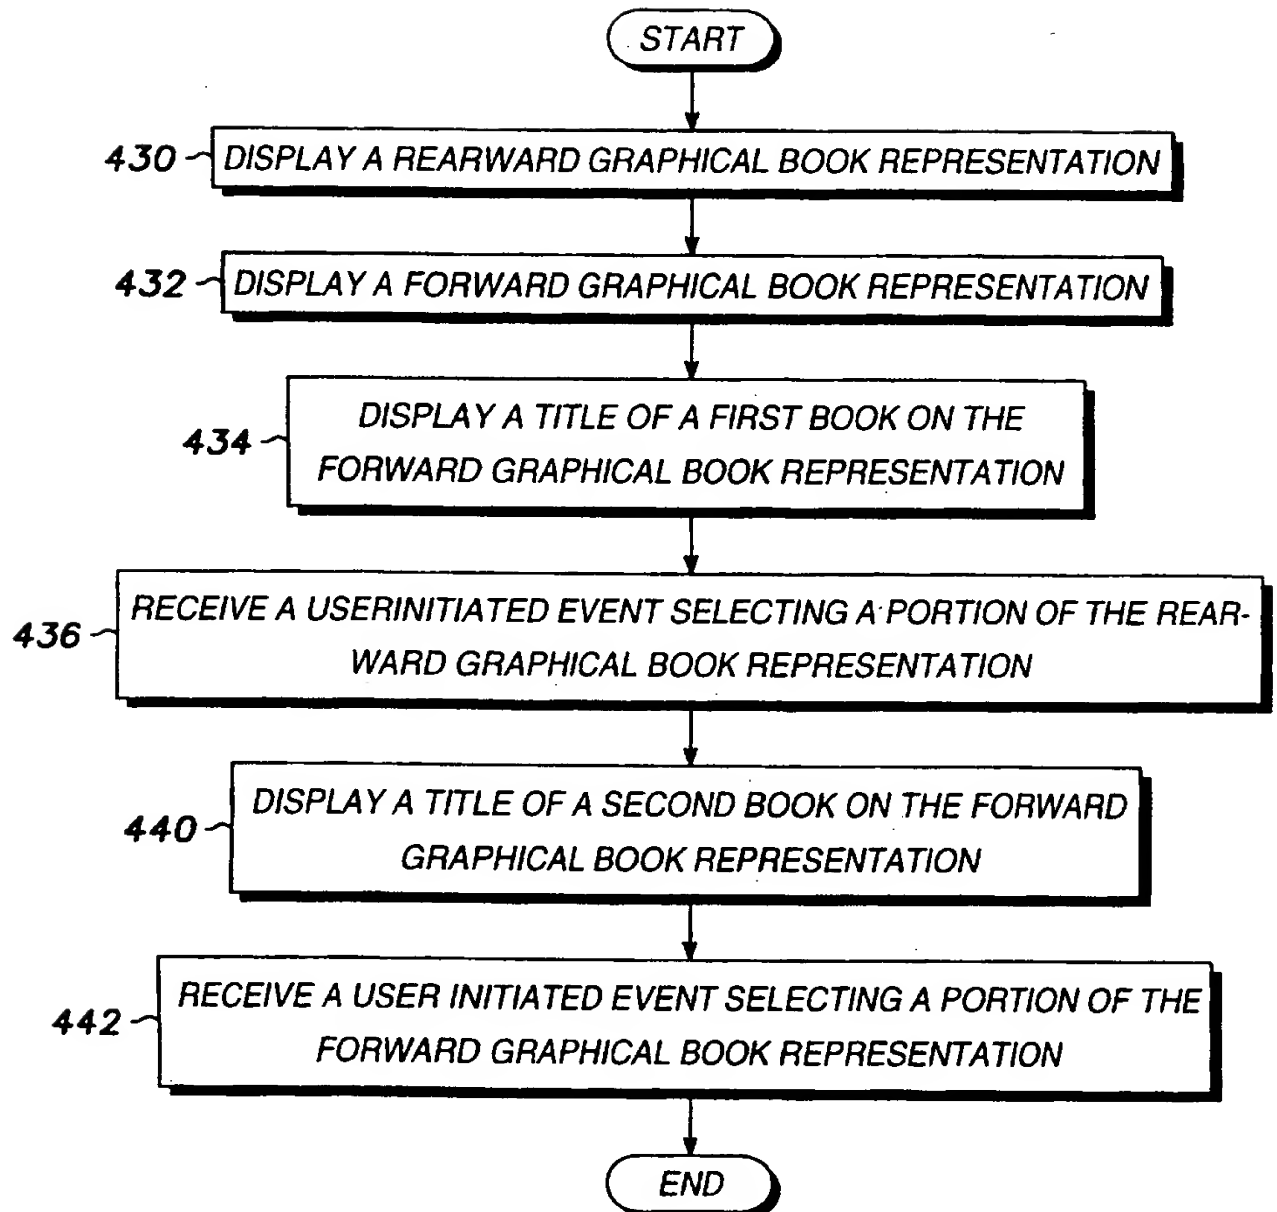 START
430 DISPLAY A REARWARD GRAPHICAL BOOK REPRESENTATION
432 DISPLAY A FORWARD GRAPHICAL BOOK REPRESENTATION
DISPLAY A TITLE OF A FIRST BOOK ON THE
434
FORWARD GRAPHICAL BOOK REPRESENTATION
RECEIVE A USERINITIATED EVENT SELECTING A PORTION OF THE REAR-
436
WARD GRAPHICAL BOOK REPRESENTATION
DISPLAY A TITLE OF A SECOND BOOK ON THE FORWARD
440
GRAPHICAL BOOK REPRESENTATION
RECEIVE A USER INITIATED EVENT SELECTING A PORTION OF THE
442
FORWARD GRAPHICAL BOOK REPRESENTATION
END